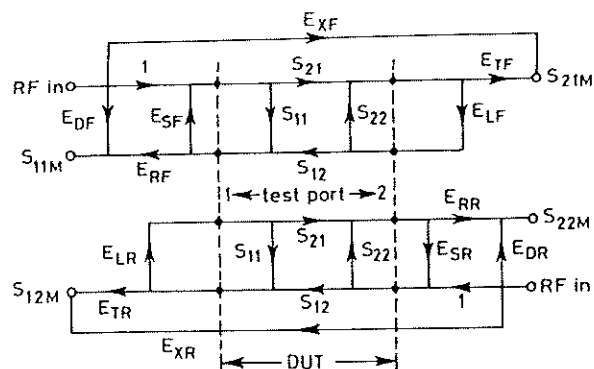 E_XF
RF in 1 S_21 E_TF S_21M
E_DF E_SF S_11 S_22 E_LF
S_11M E_RF S_12
1 test port 2
E_RR S_22M
E_LR S_11 S_21 S_22 E_SR E_DR
S_12M E_TR S_12 1 RF in
E_XR
DUT